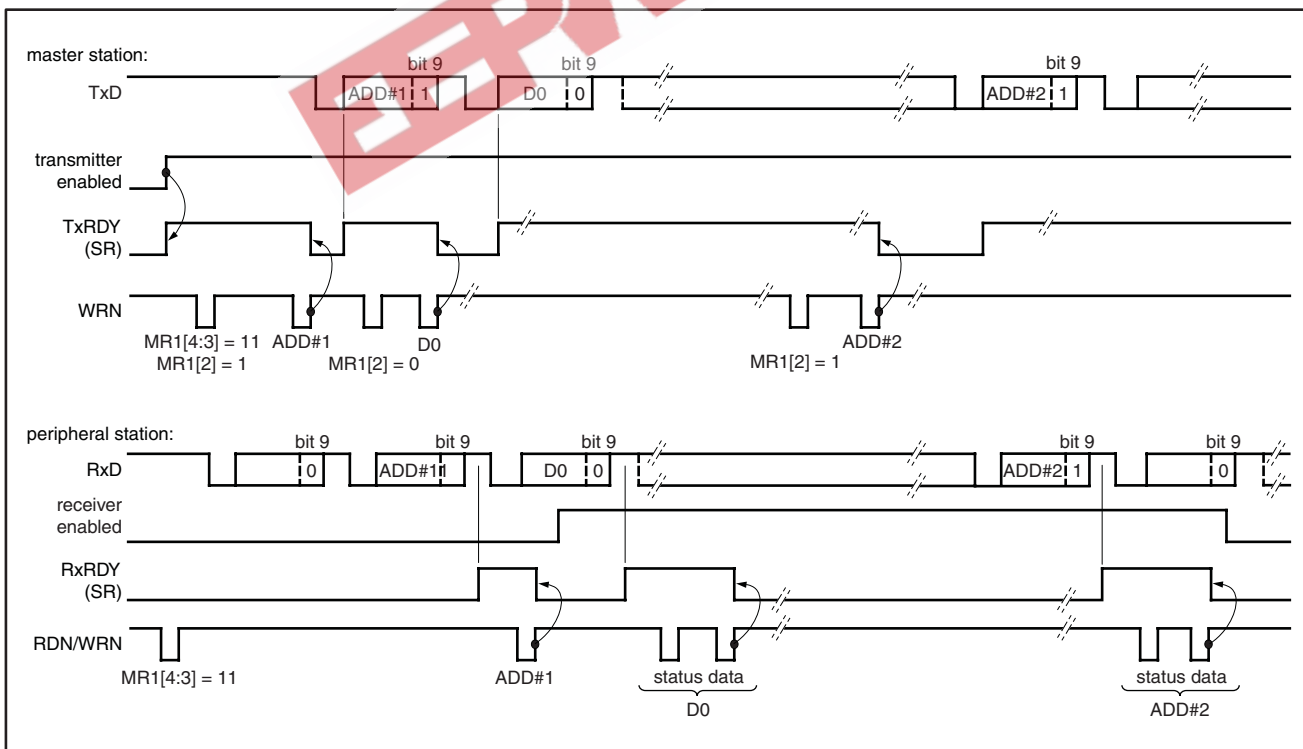 master station:
bit 9 bit 9 bit 9
TxD ADD#1 1 D0 0 ADD#2 1
transmitter
enabled
TxRDY
(SR)
WRN
MR1[4:3] = 11 ADD#1 D0 ADD#2
MR1[2] = 1 MR1[2] = 0 MR1[2] = 1
peripheral station:
bit 9 bit 9 bit 9 bit 9 bit 9
RxD 0 ADD#1 1 D0 0 ADD#2 1 0
receiver
enabled
RxRDY
(SR)
RDN/WRN
MR1[4:3] = 11 ADD#1 status data status data
D0 ADD#2